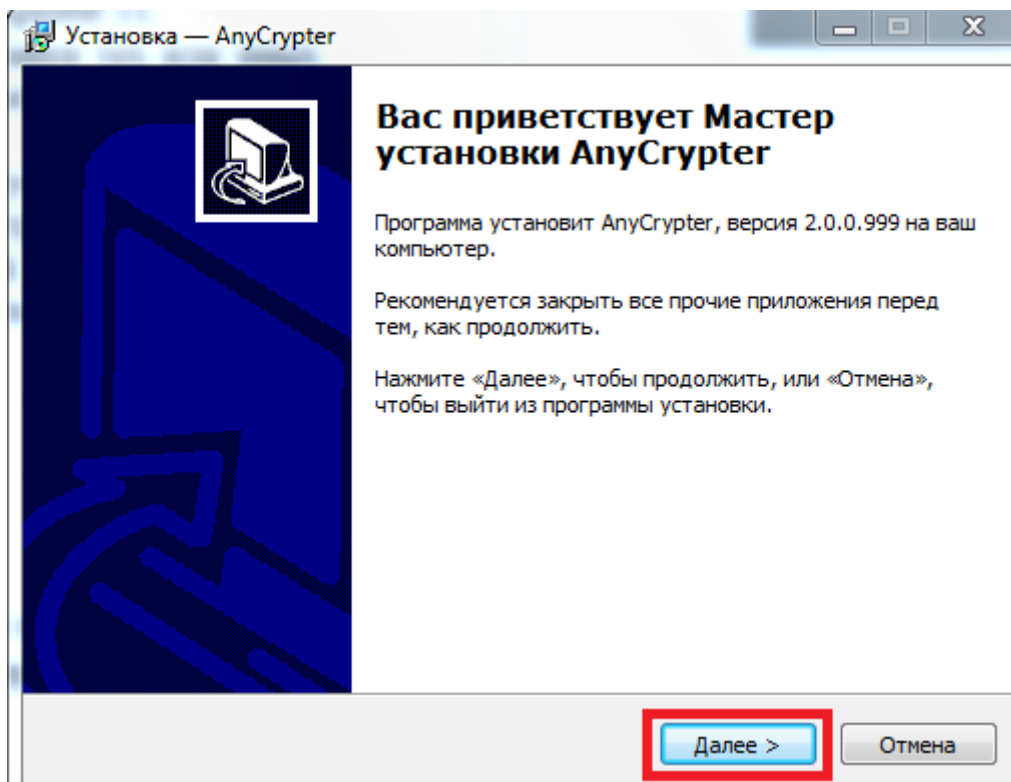 Установка — AnyCrypter
Вас приветствует Мастер
установки AnyCrypter
Программа установит AnyCrypter, версия 2.0.0.999 на ваш
компьютер.
Рекомендуется закрыть все прочие приложения перед
тем, как продолжить.
Нажмите «Далее», чтобы продолжить, или «Отмена»,
чтобы выйти из программы установки.
Далее >
Отмена